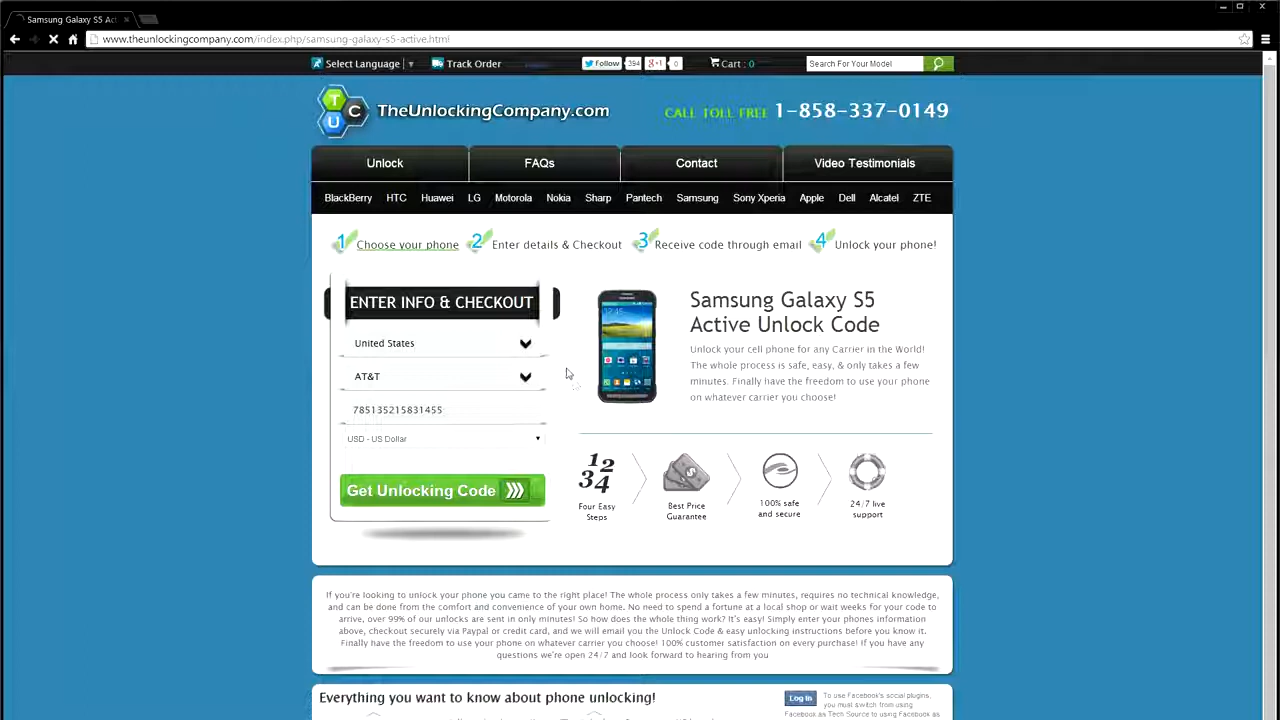 Samsung Galaxy S5 Act
www.theunlockingcompany.com/index.php/samsung-galaxy-s5-active.html
Select Language ▼ Track Order Follow 394 +1 0 Cart : 0 Search For Your Model
TUC TheUnlockingCompany.com CALL TOLL FREE 1-858-337-0149
Unlock FAQs Contact Video Testimonials
BlackBerry HTC Huawei LG Motorola Nokia Sharp Pantech Samsung Sony Xperia Apple Dell Alcatel ZTE
1 Choose your phone 2 Enter details & Checkout 3 Receive code through email 4 Unlock your phone!
ENTER INFO & CHECKOUT
United States
AT&T
785135215831455
USD - US Dollar
Get Unlocking Code
Samsung Galaxy S5
Active Unlock Code
Unlock your cell phone for any Carrier in the World!
The whole process is safe, easy, & only takes a few
minutes. Finally have the freedom to use your phone
on whatever carrier you choose!
12
34
Four Easy
Steps
Best Price
Guarantee
100% safe
and secure
24/7 live
support
If you're looking to unlock your phone you came to the right place! The whole process only takes a few minutes, requires no technical knowledge,
and can be done from the comfort and convenience of your own home. No need to spend a fortune at a local shop or wait weeks for your code to
arrive, over 99% of our unlocks are sent in only minutes! So how does the whole thing work? It's easy! Simply enter your phones information
above, checkout securely via Paypal or credit card, and we will email you the Unlock Code & easy unlocking instructions before you know it.
Finally have the freedom to use your phone on whatever carrier you choose! 100% customer satisfaction on every purchase! If you have any
questions we're open 24/7 and look forward to hearing from you
Everything you want to know about phone unlocking!
Log In
To use Facebook's social plugins,
you must switch from using
Facebook as Tech Source to using Facebook as